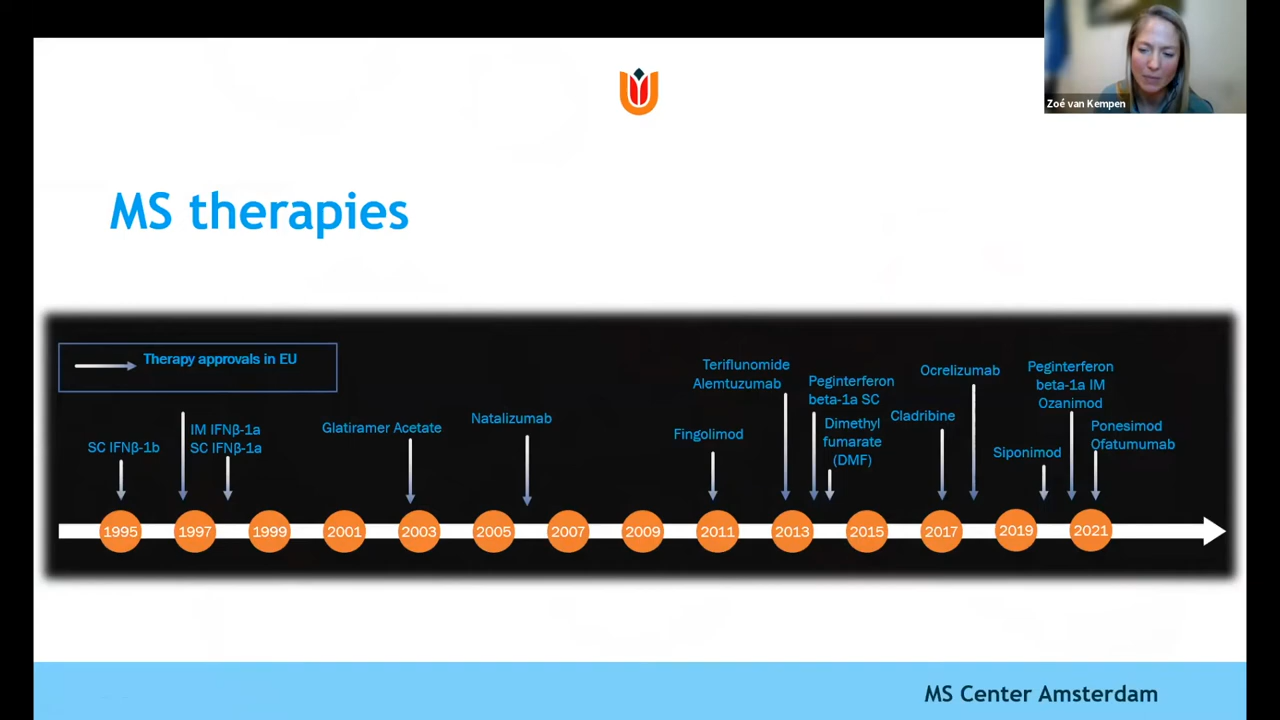 Zoé van Kempen
MS therapies
Therapy approvals in EU
SC IFNβ-1b
IM IFNβ-1a
SC IFNβ-1a
Glatiramer Acetate
Natalizumab
Fingolimod
Teriflunomide
Alemtuzumab
Peginterferon
beta-1a SC
Dimethyl
fumarate
(DMF)
Cladribine
Ocrelizumab
Siponimod
Peginterferon
beta-1a IM
Ozanimod
Ponesimod
Ofatumumab
1995
1997
1999
2001
2003
2005
2007
2009
2011
2013
2015
2017
2019
2021
MS Center Amsterdam